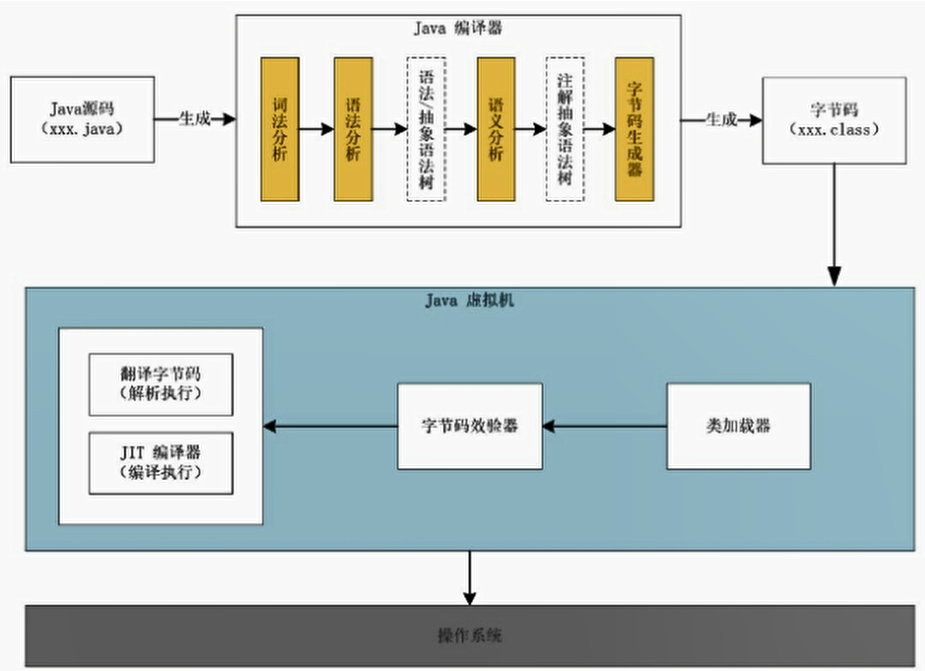 Java 编译器
Java源码
(xxx.java)
生成
词法分析
语法分析
语法/抽象语法树
语义分析
注解抽象语法树
字节码生成器
生成
字节码
(xxx.class)
Java 虚拟机
翻译字节码
(解析执行)
JIT 编译器
(编译执行)
字节码效验器
类加载器
操作系统